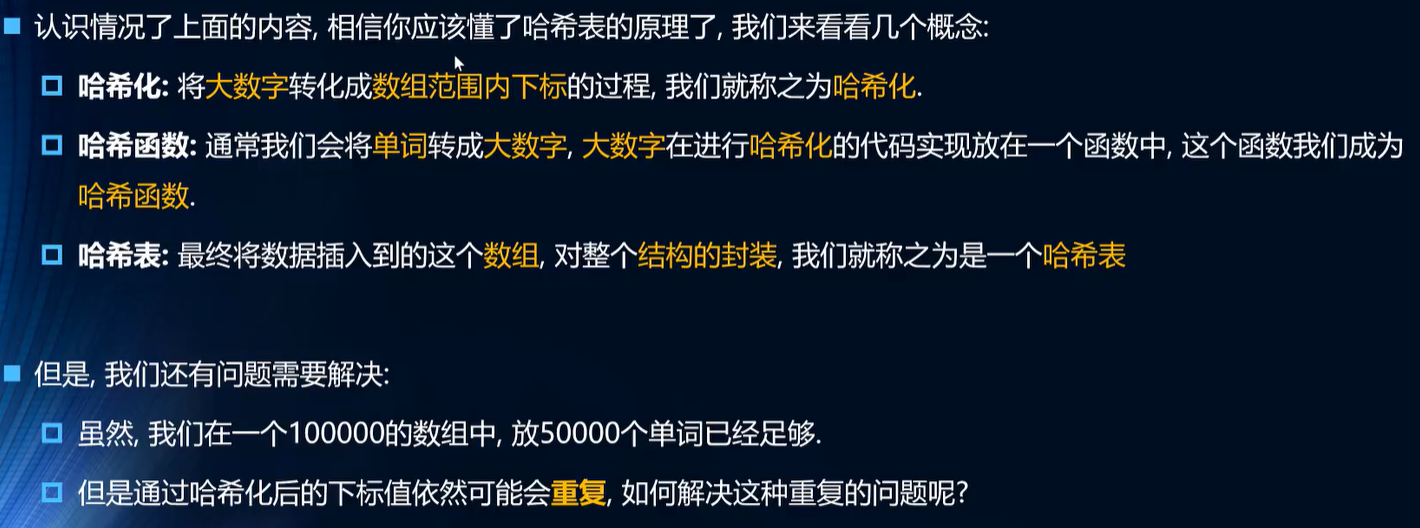 认识情况了上面的内容, 相信你应该懂了哈希表的原理了, 我们来看看几个概念:
哈希化: 将大数字转化成数组范围内下标的过程, 我们就称之为哈希化.
哈希函数: 通常我们会将单词转成大数字, 大数字在进行哈希化的代码实现放在一个函数中, 这个函数我们成为
哈希函数.
哈希表: 最终将数据插入到的这个数组, 对整个结构的封装, 我们就称之为是一个哈希表
但是, 我们还有问题需要解决:
虽然, 我们在一个100000的数组中, 放50000个单词已经足够.
但是通过哈希化后的下标值依然可能会重复, 如何解决这种重复的问题呢?